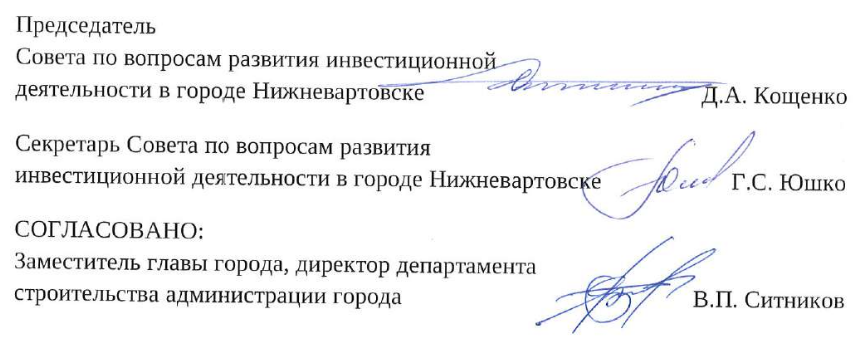 Председатель
Совета по вопросам развития инвестиционной
деятельности в городе Нижневартовске Д.А. Кощенко
Секретарь Совета по вопросам развития
инвестиционной деятельности в городе Нижневартовске Г.С. Юшко
СОГЛАСОВАНО:
Заместитель главы города, директор департамента
строительства администрации города В.П. Ситников